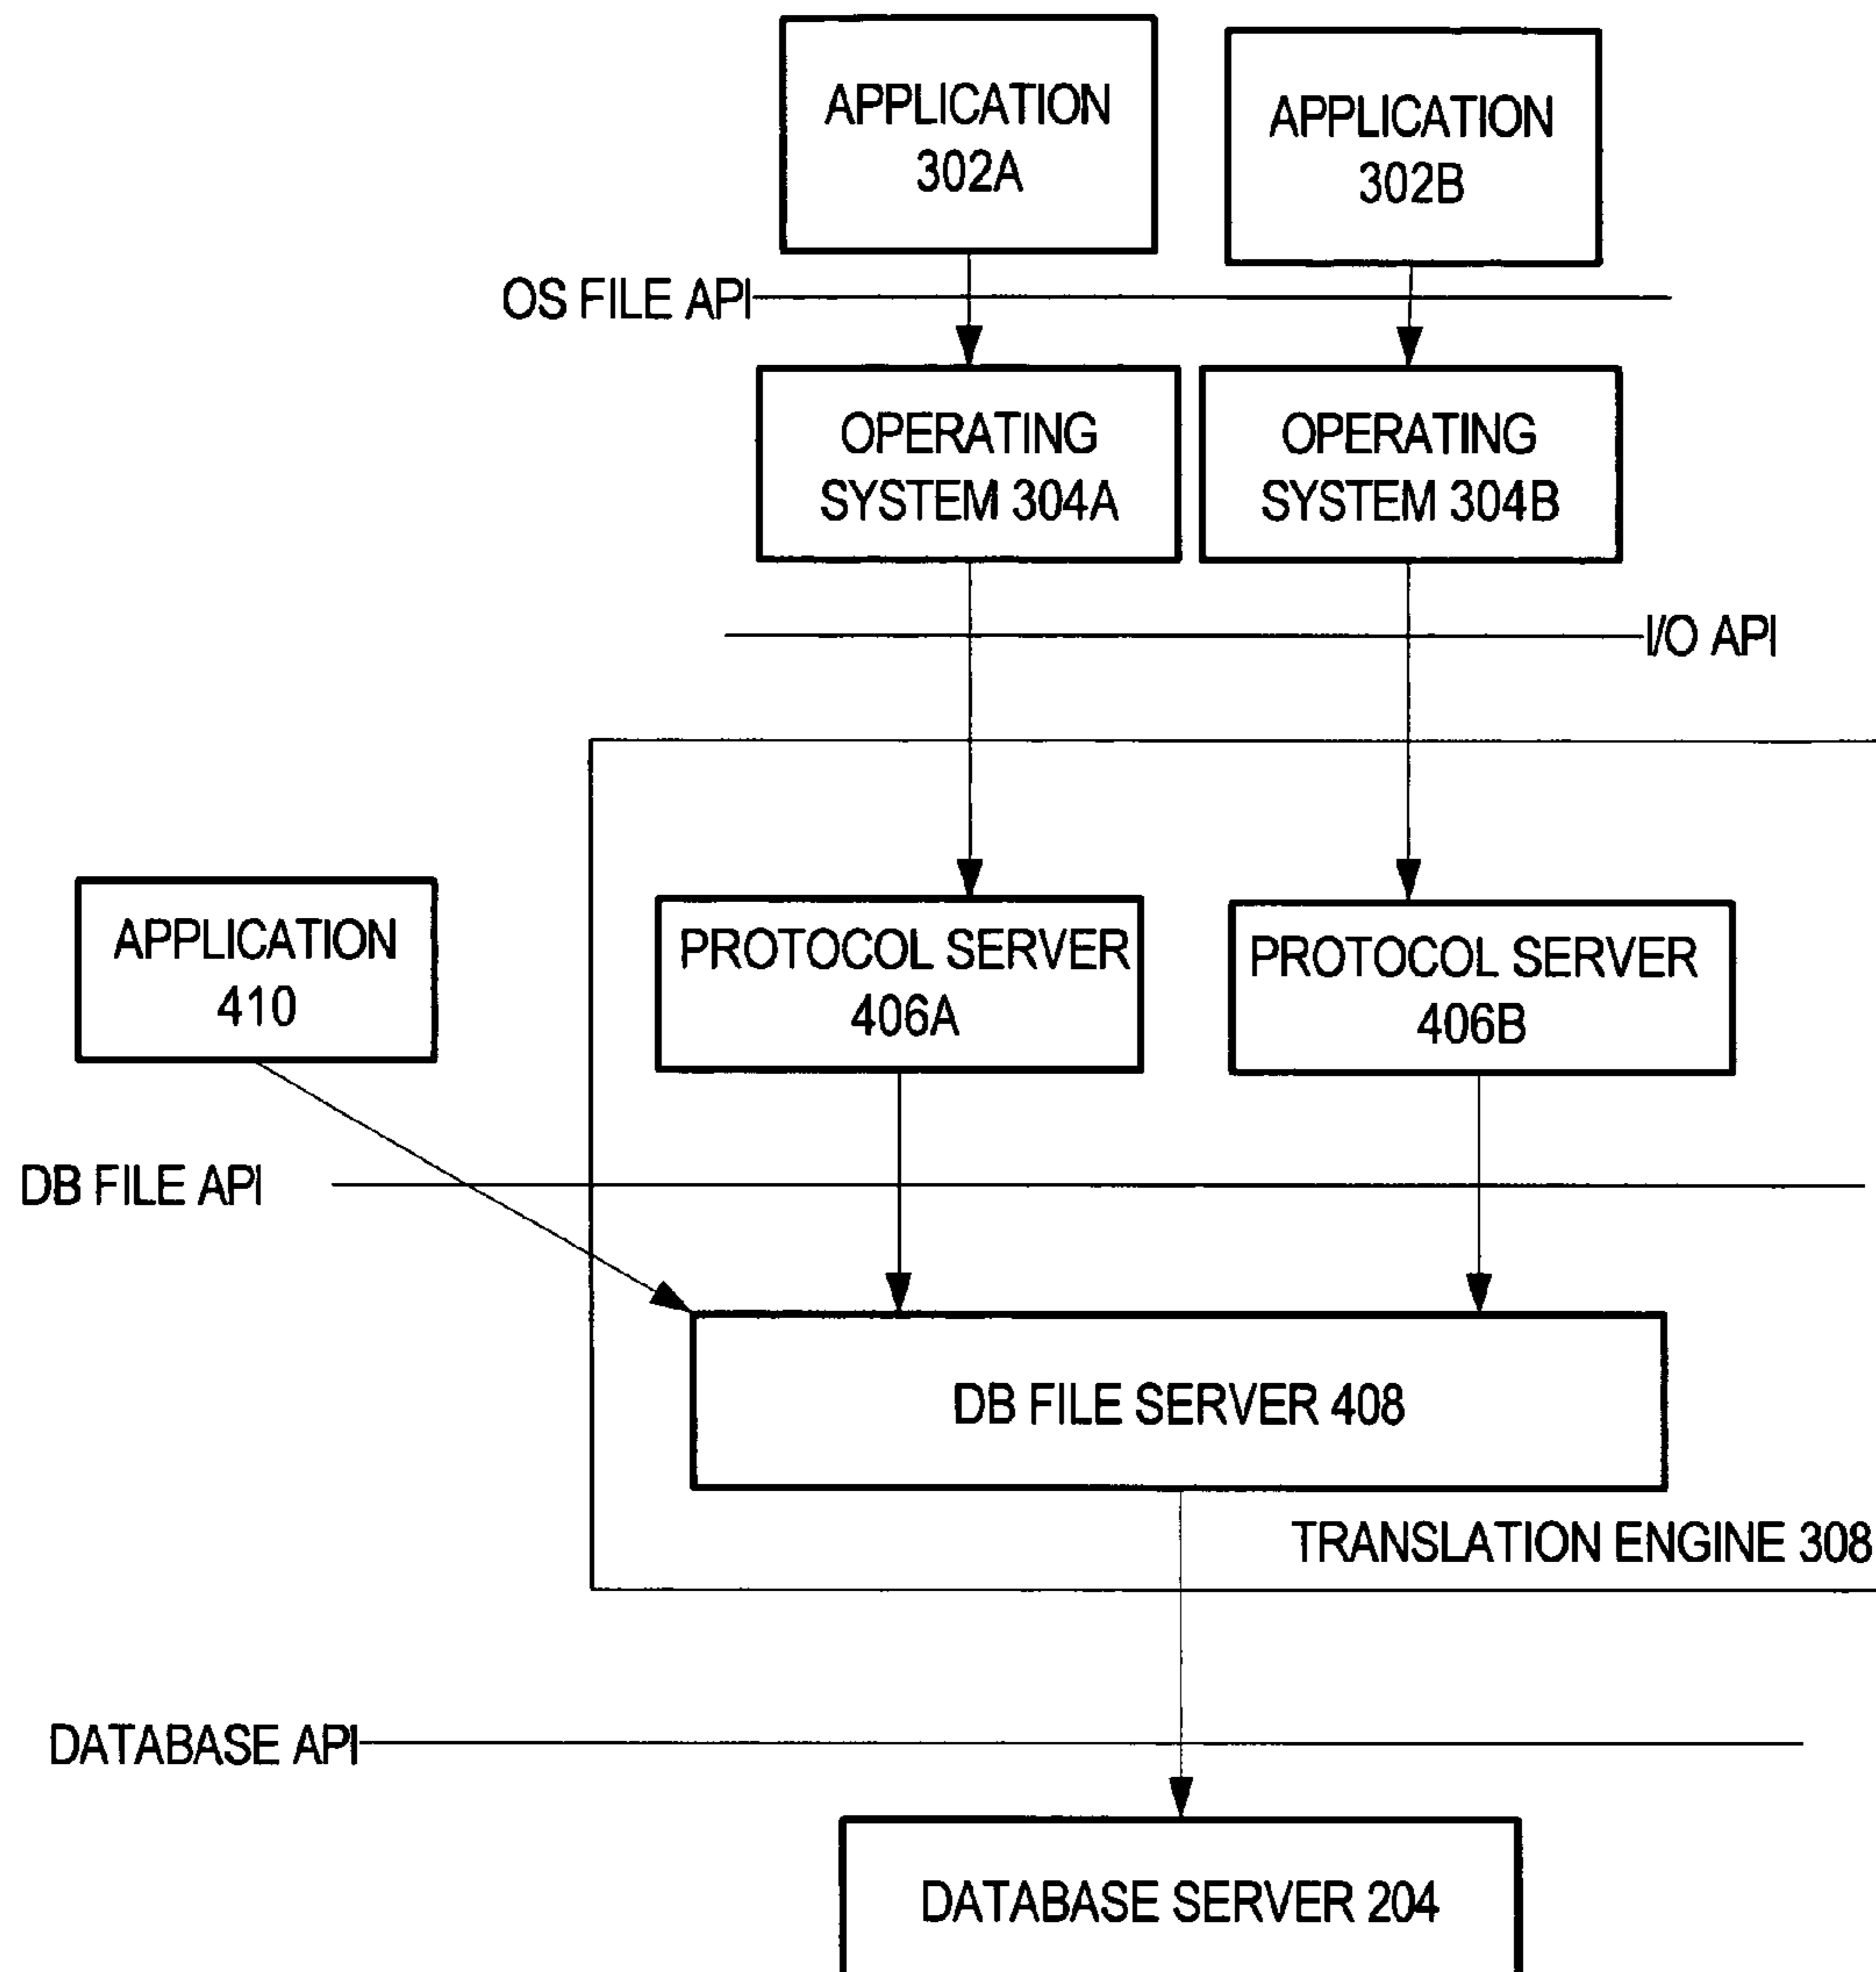 APPLICATION
302A
APPLICATION
302B
OS FILE API
OPERATING
SYSTEM 304A
OPERATING
SYSTEM 304B
I/O API
APPLICATION
410
PROTOCOL SERVER
406A
PROTOCOL SERVER
406B
DB FILE API
DB FILE SERVER 408
TRANSLATION ENGINE 308
DATABASE API
DATABASE SERVER 204